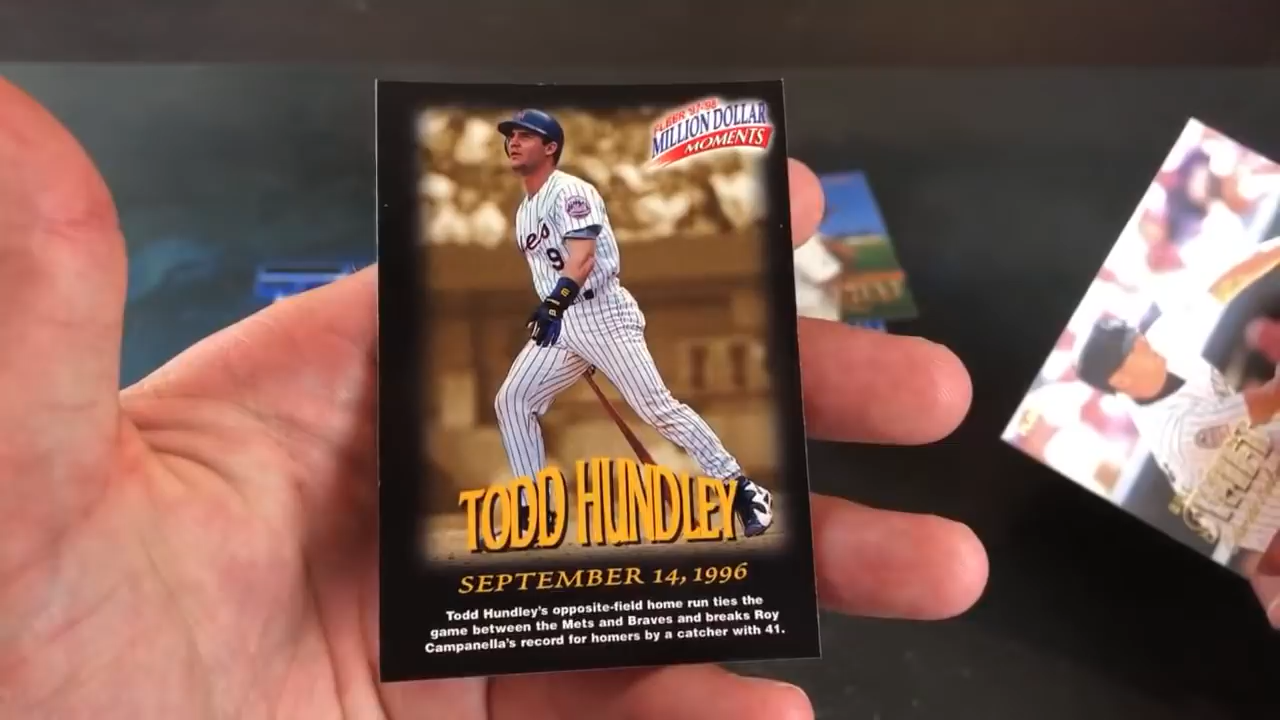 FLEER '97-'98
MILLION DOLLAR
MOMENTS
9
TODD HUNDLEY
SEPTEMBER 14, 1996
Todd Hundley's opposite-field home run ties the
game between the Mets and Braves and breaks Roy
Campanella's record for homers by a catcher with 41.